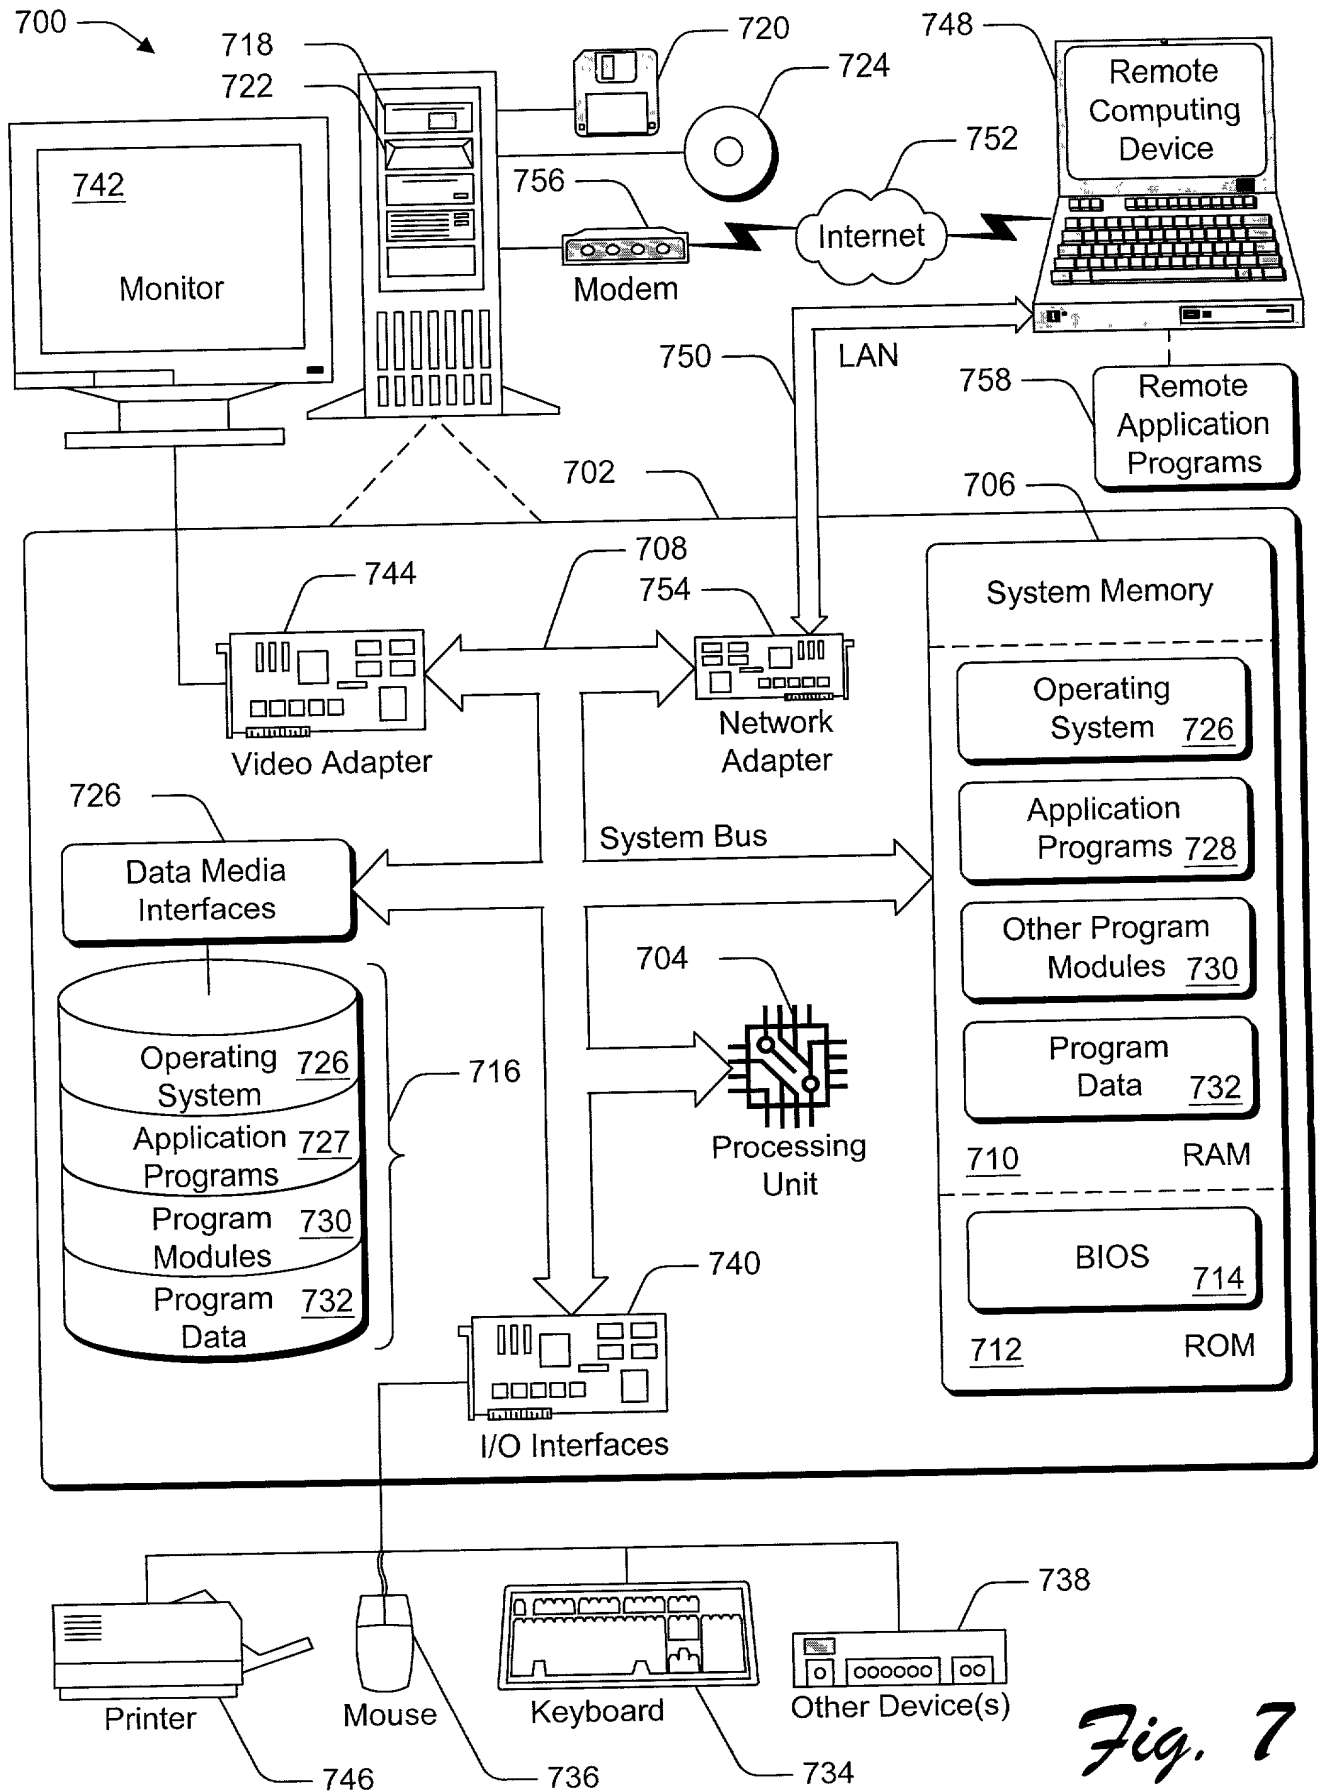 700
718
722
720
724
748
Remote
Computing
Device
752
742
756
Internet
Monitor
Modem
750
LAN
758
Remote
Application
Programs
702
706
708
744
754
System Memory
Operating
System 726
Network
Adapter
Video Adapter
726
Application
Programs 728
System Bus
Data Media
Interfaces
Other Program
Modules 730
704
Operating
System 726
716
Program
Data 732
Application
Programs 727
Processing
Unit
710 RAM
Program
Modules 730
BIOS 714
740
Program
Data 732
712 ROM
I/O Interfaces
738
Printer
Mouse
Keyboard
Other Device(s)
746
736
734
Fig. 7